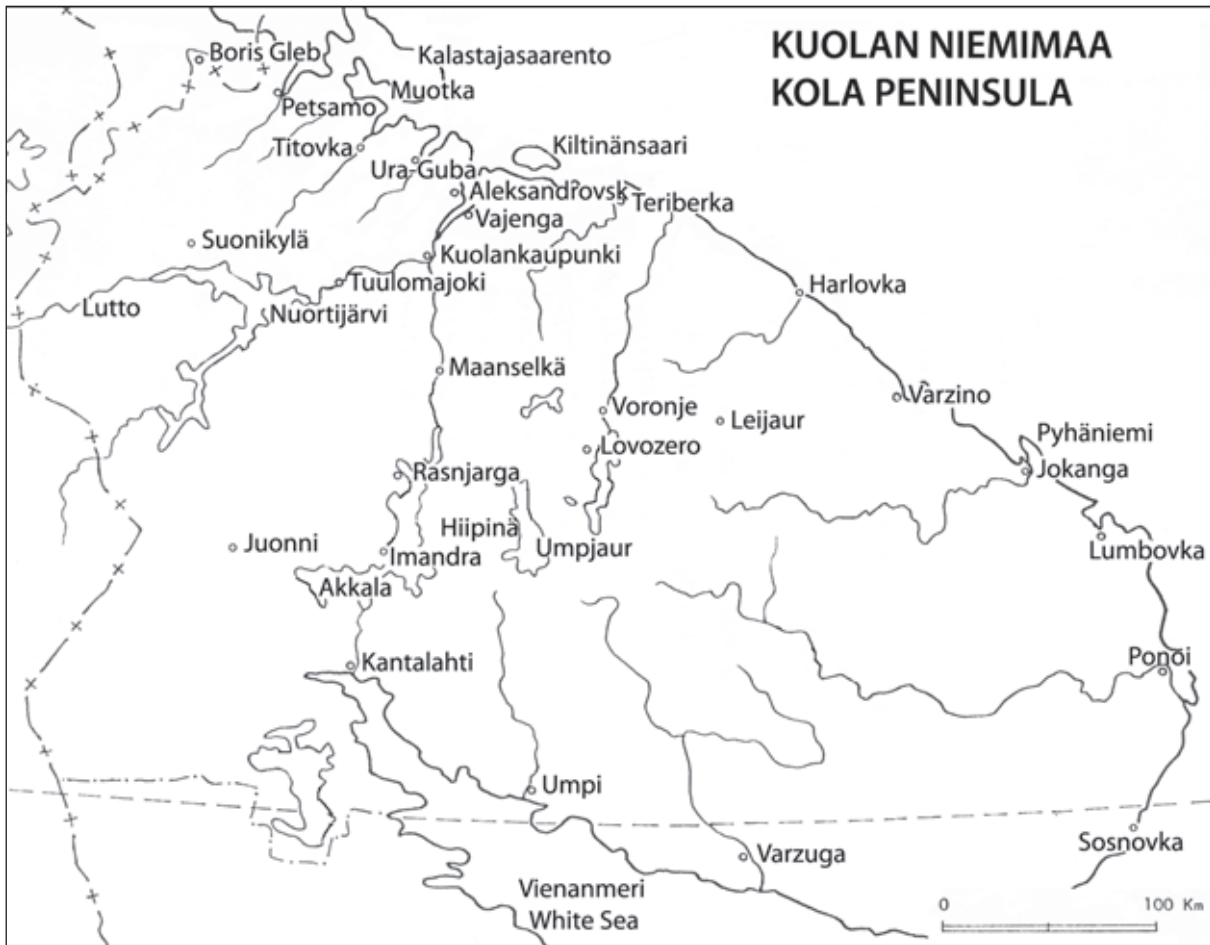 KUOLAN NIEMIMAA
KOLA PENINSULA
Boris Gleb
Kalastajasaarento
Petsamo
Muotka
Titovka
Kiltinänsaari
Ura-Guba
Aleksandrovsk
Teriberka
Vajenga
Suonikylä
Kuolankaupunki
Tuulomajoki
Harlovka
Lutto
Nuortijärvi
Maanselkä
Varzino
Voronje
Leijaur
Pyhäniemi
Lovozero
Rasnjarga
Jokanga
Hiipinä
Juonni
Imandra
Umpjaur
Lumbovka
Akkala
Kantalahti
Ponoi
Umpi
Sosnovka
Varzuga
Vienanmeri
White Sea
0 100 Km